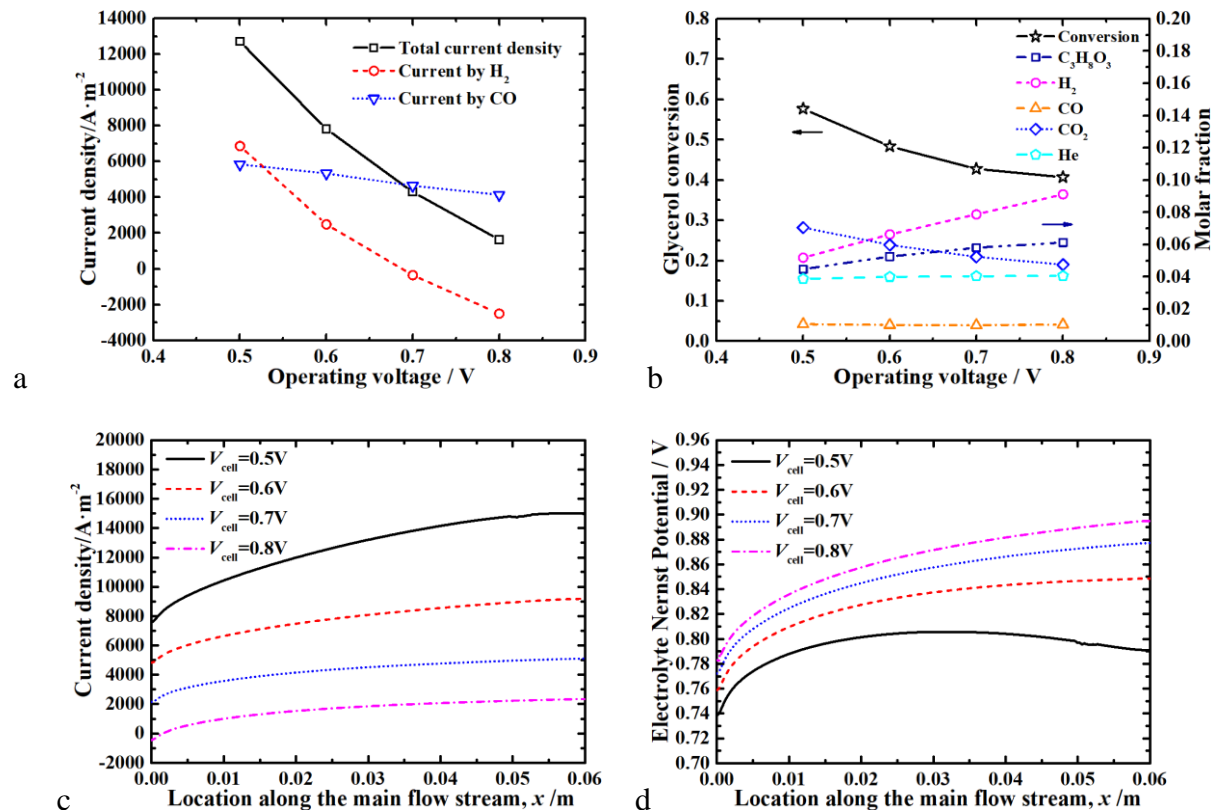 14000
12000
10000
8000
6000
4000
2000
0
-2000
-4000
Current density/A·m⁻²
Total current density
Current by H₂
Current by CO
0.4 0.5 0.6 0.7 0.8 0.9
Operating voltage / V
a
0.8
0.7
0.6
0.5
0.4
0.3
0.2
0.1
0.0
Glycerol conversion
Conversion
C₃H₈O₃
H₂
CO
CO₂
He
0.20
0.18
0.16
0.14
0.12
0.10
0.08
0.06
0.04
0.02
0.00
Molar fraction
0.4 0.5 0.6 0.7 0.8 0.9
Operating voltage / V
b
20000
18000
16000
14000
12000
10000
8000
6000
4000
2000
0
-2000
Current density/A·m⁻²
V_cell=0.5V
V_cell=0.6V
V_cell=0.7V
V_cell=0.8V
0.00 0.01 0.02 0.03 0.04 0.05 0.06
Location along the main flow stream, x /m
c
0.96
0.94
0.92
0.90
0.88
0.86
0.84
0.82
0.80
0.78
0.76
0.74
0.72
0.70
Electrolyte Nernst Potential / V
V_cell=0.5V
V_cell=0.6V
V_cell=0.7V
V_cell=0.8V
0.00 0.01 0.02 0.03 0.04 0.05 0.06
Location along the main flow stream, x /m
d